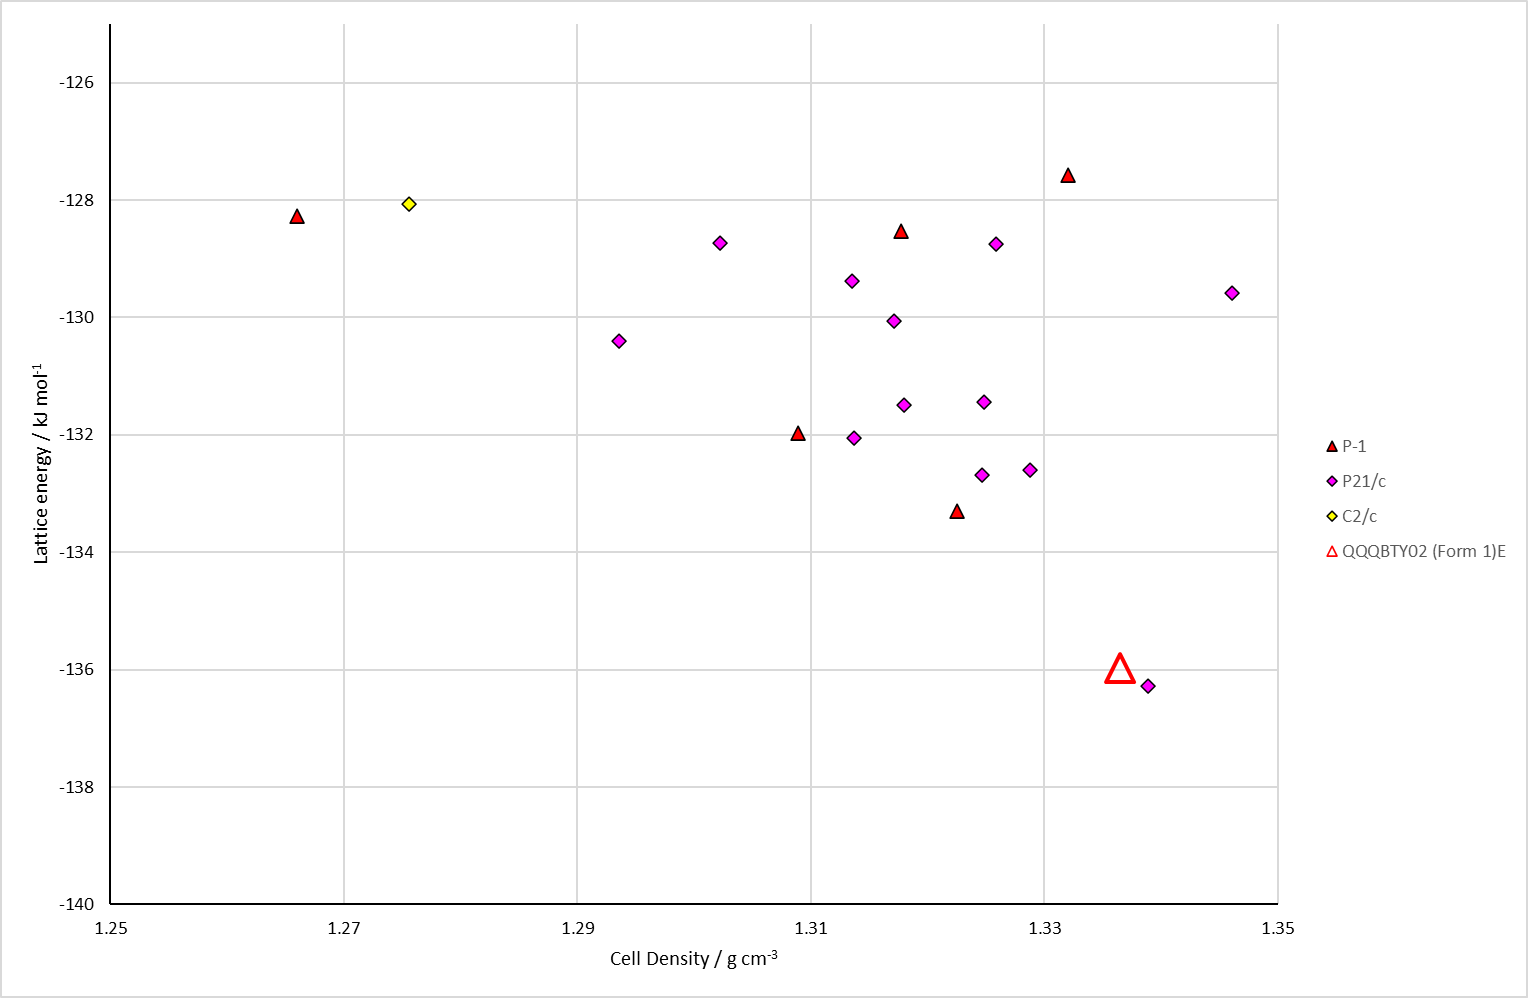 -126
-128
-130
-132
-134
-136
-138
-140
1.25 1.27 1.29 1.31 1.33 1.35
Cell Density / g cm-3
Lattice energy / kJ mol-1
P-1
P21/c
C2/c
QQQBTY02 (Form 1)E